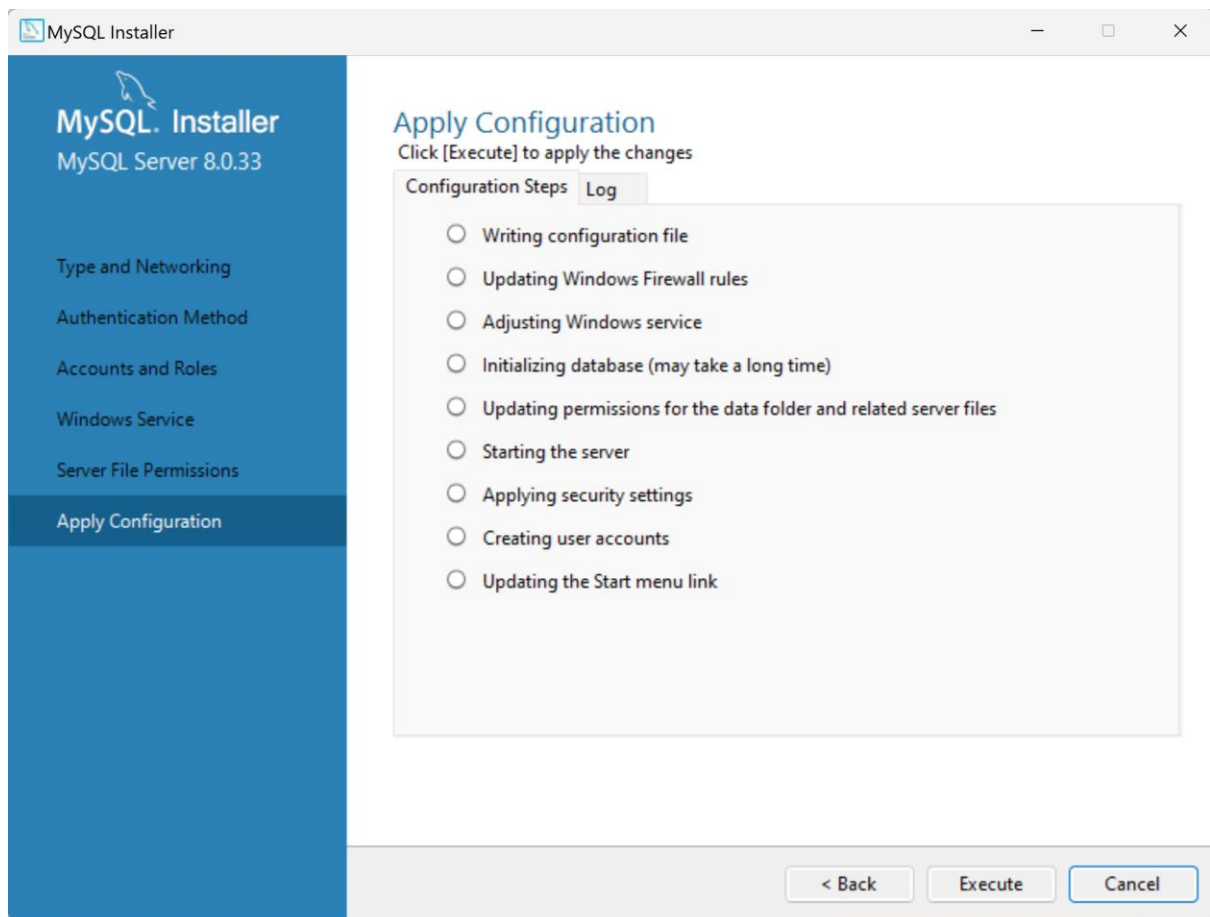 MySQL Installer
MySQL. Installer
MySQL Server 8.0.33
Type and Networking
Authentication Method
Accounts and Roles
Windows Service
Server File Permissions
Apply Configuration
Apply Configuration
Click [Execute] to apply the changes
Configuration Steps
Log
Writing configuration file
Updating Windows Firewall rules
Adjusting Windows service
Initializing database (may take a long time)
Updating permissions for the data folder and related server files
Starting the server
Applying security settings
Creating user accounts
Updating the Start menu link
< Back
Execute
Cancel